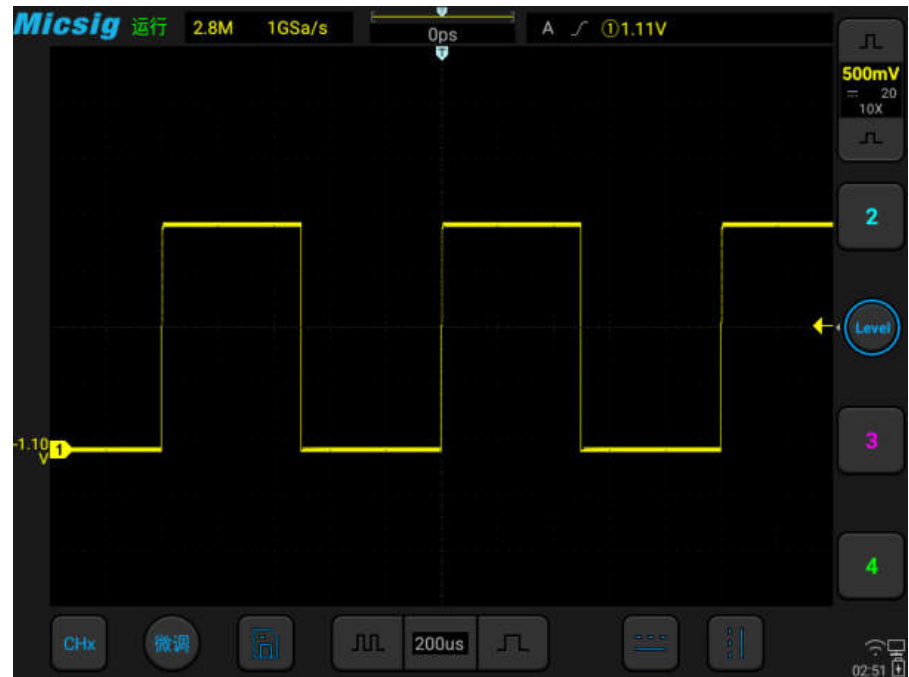 Micsig 运行 2.8M 1GSa/s 0ps A ①1.11V
T
500mV
20
10X
2
Level
-1.10
V
1
3
4
CHx 微调 200us
02:51